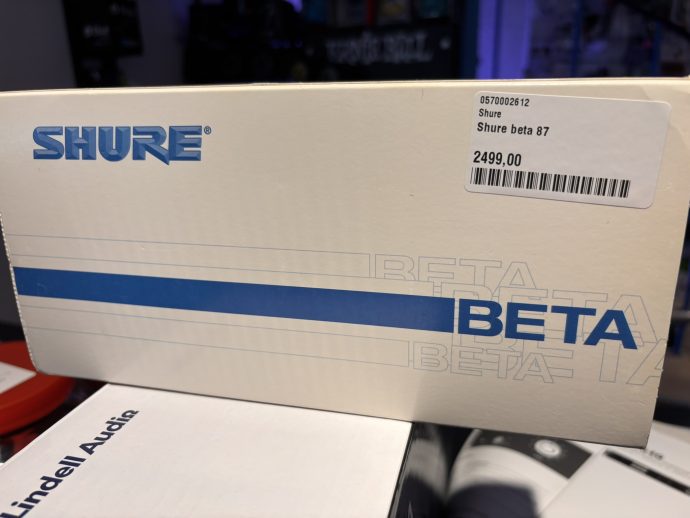 SHURE®
0570002612
Shure
Shure beta 87
2499,00
BETA
BETA
BETA
BETA
Lindell Audio